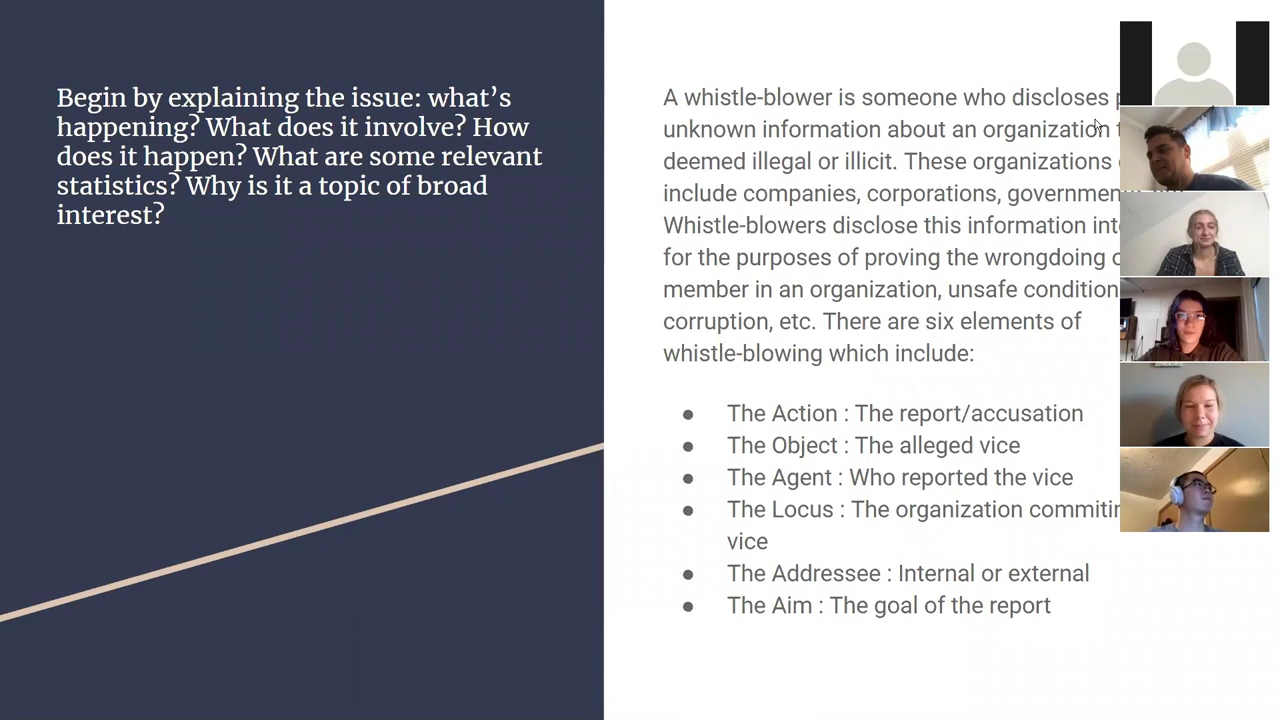 Begin by explaining the issue: what’s
happening? What does it involve? How
does it happen? What are some relevant
statistics? Why is it a topic of broad
interest?
A whistle-blower is someone who discloses
unknown information about an organization
deemed illegal or illicit. These organizations
include companies, corporations,
Whistle-blowers disclose this information
for the purposes of proving the wrongdoing
member in an organization, unsafe
corruption, etc. There are six elements of
whistle-blowing which include:
● The Action : The report/accusation
● The Object : The alleged vice
● The Agent : Who reported the vice
● The Locus : The organization
vice
● The Addressee : Internal or external
● The Aim : The goal of the report